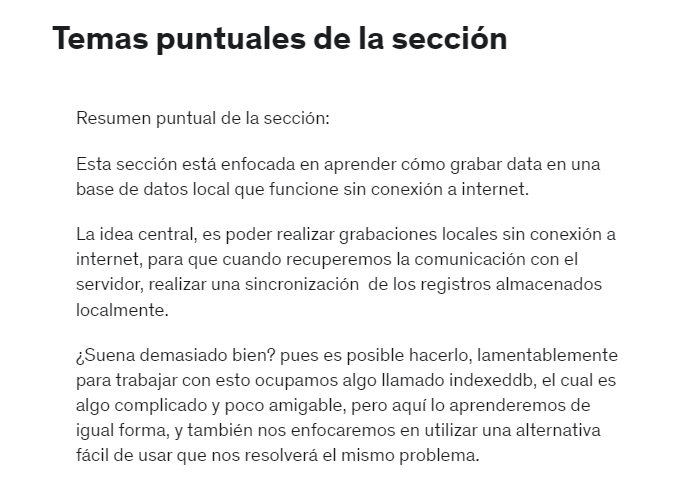 Temas puntuales de la sección
Resumen puntual de la sección:
Esta sección está enfocada en aprender cómo grabar data en una
base de datos local que funcione sin conexión a internet.
La idea central, es poder realizar grabaciones locales sin conexión a
internet, para que cuando recuperemos la comunicación con el
servidor, realizar una sincronización  de los registros almacenados
localmente.
¿Suena demasiado bien? pues es posible hacerlo, lamentablemente
para trabajar con esto ocupamos algo llamado indexeddb, el cual es
algo complicado y poco amigable, pero aquí lo aprenderemos de
igual forma, y también nos enfocaremos en utilizar una alternativa
fácil de usar que nos resolverá el mismo problema.